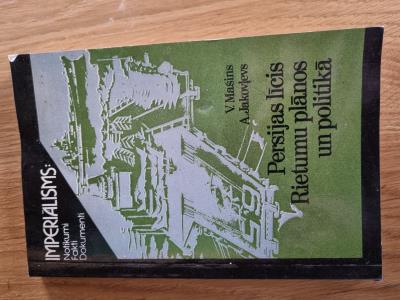 IMPERIĀLISMS:
Notikumi
Fakti
Dokumenti
V. Mašins
A. Jakovļevs
Persijas līcis
Rietumu plānos
un politikā